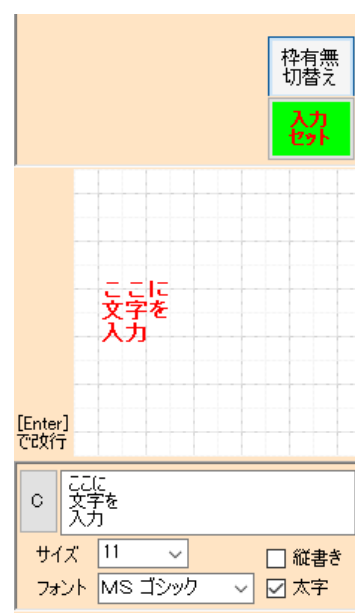 枠有無
切替え
入力
セット
ここに
文字を
入力
[Enter]
で改行
C
ここに
文字を
入力
サイズ 11 縦書き
フォント MS ゴシック 太字